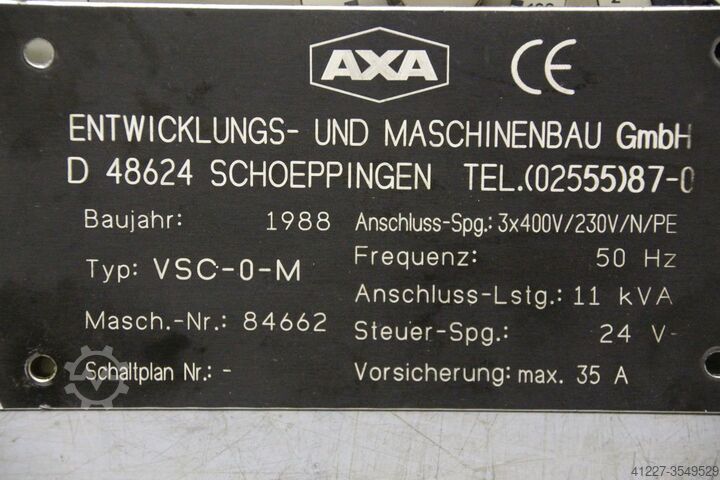 AXA CE
ENTWICKLUNGS- UND MASCHINENBAU GmbH
D 48624 SCHOEPPINGEN TEL.(02555)87-0
Baujahr: 1988 Anschluss-Spg.: 3x400V/230V/N/PE
Typ: VSC-0-M Frequenz: 50 Hz
Masch.-Nr.: 84662 Anschluss-Lstg.: 11 kVA
Steuer-Spg.: 24 V-
Schaltplan Nr.: - Vorsicherung: max. 35 A
41227-3549529